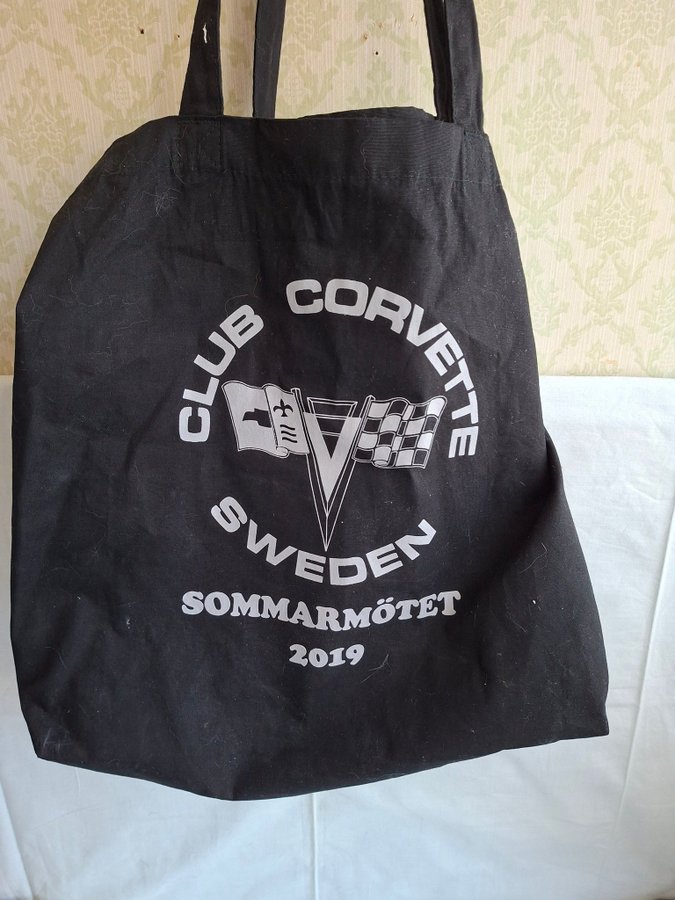 CLUB CORVETTE
SWEDEN
SOMMARMÖTET
2019